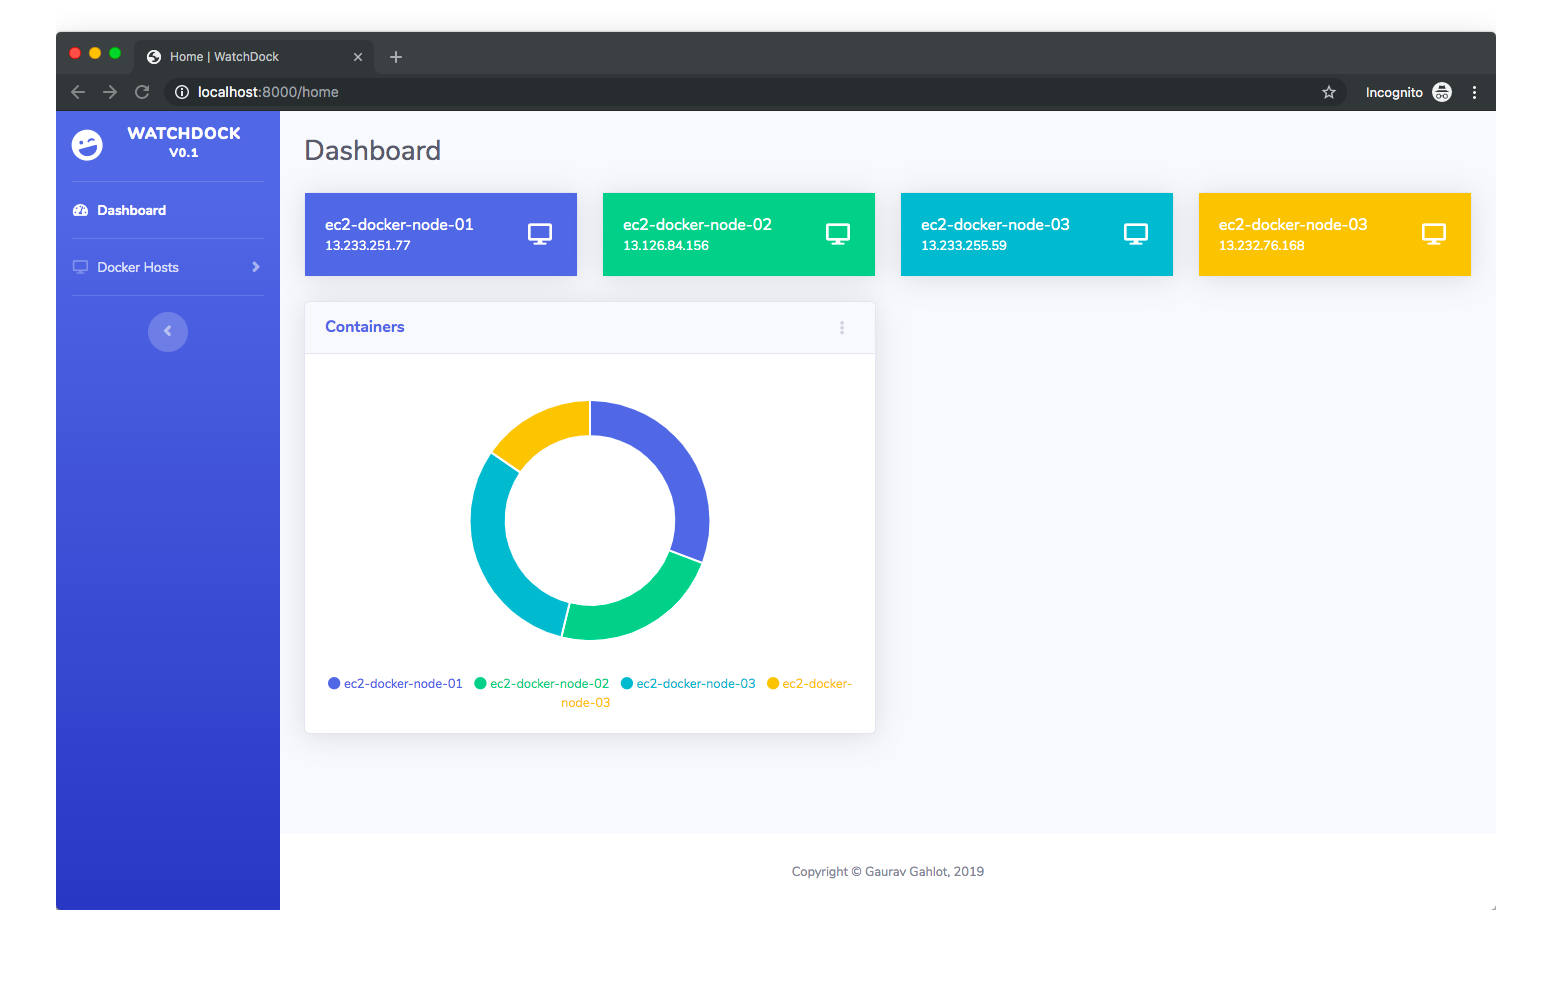 Home | WatchDock
localhost:8000/home
Incognito
WATCHDOCK
V0.1
Dashboard
Docker Hosts
Dashboard
ec2-docker-node-01
13.233.251.77
ec2-docker-node-02
13.126.84.156
ec2-docker-node-03
13.233.255.59
ec2-docker-node-03
13.232.76.168
Containers
ec2-docker-node-01 ec2-docker-node-02 ec2-docker-node-03 ec2-docker-
node-03
Copyright © Gaurav Gahlot, 2019